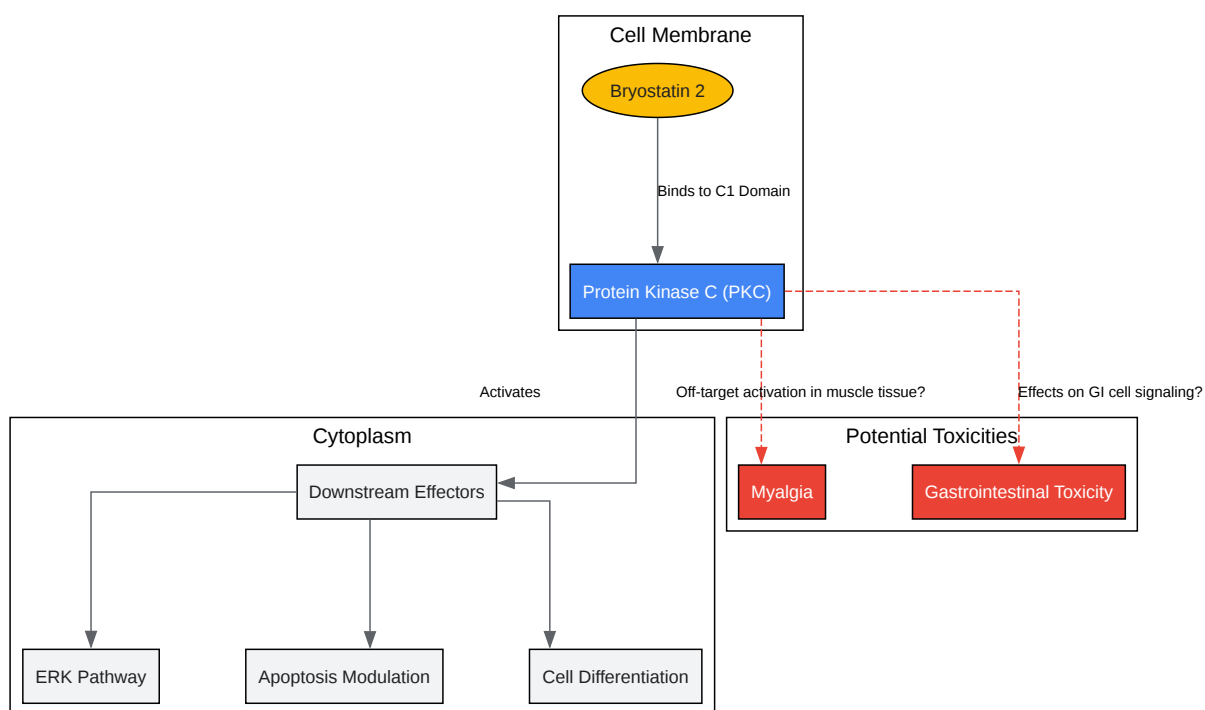 Cell Membrane
Bryostatin 2
Binds to C1 Domain
Protein Kinase C (PKC)
Activates
Off-target activation in muscle tissue?
Effects on GI cell signaling?
Cytoplasm
Potential Toxicities
Downstream Effectors
Myalgia
Gastrointestinal Toxicity
ERK Pathway
Apoptosis Modulation
Cell Differentiation